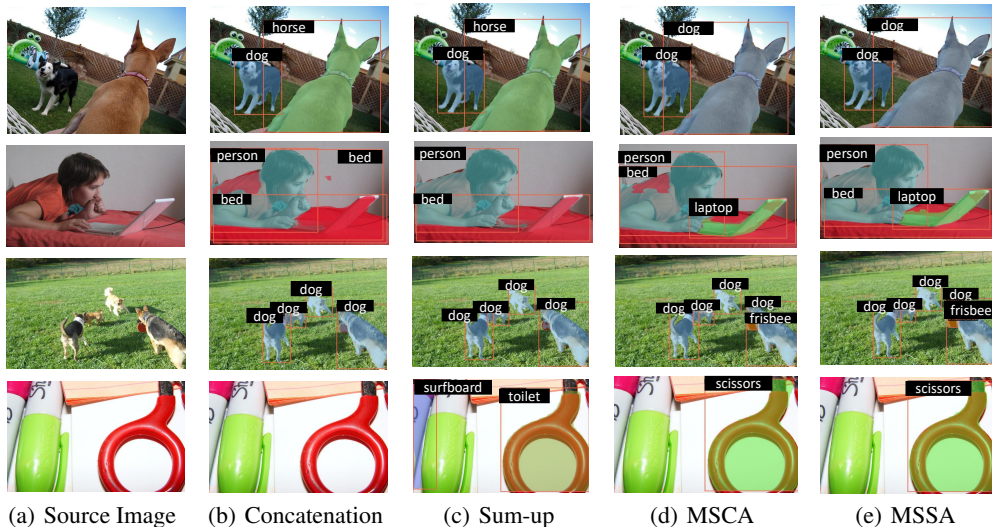 horse
dog
horse
dog
dog
dog
dog
dog
person
bed
bed
person
bed
person
bed
laptop
person
bed
laptop
dog
dog
dog
dog
dog
dog
dog
dog
dog
dog
dog
dog
frisbee
dog
dog
dog
dog
frisbee
surfboard
toilet
scissors
scissors
(a) Source Image (b) Concatenation (c) Sum-up (d) MSCA (e) MSSA